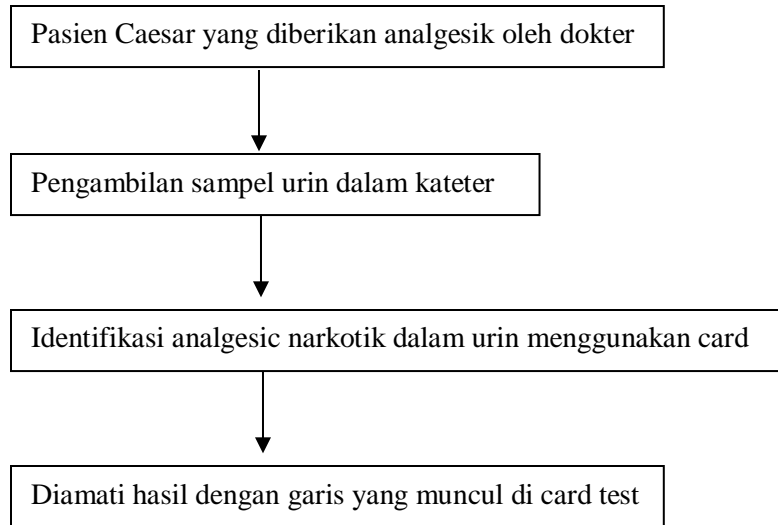 Pasien Caesar yang diberikan analgesik oleh dokter
Pengambilan sampel urin dalam kateter
Identifikasi analgesic narkotik dalam urin menggunakan card
Diamati hasil dengan garis yang muncul di card test